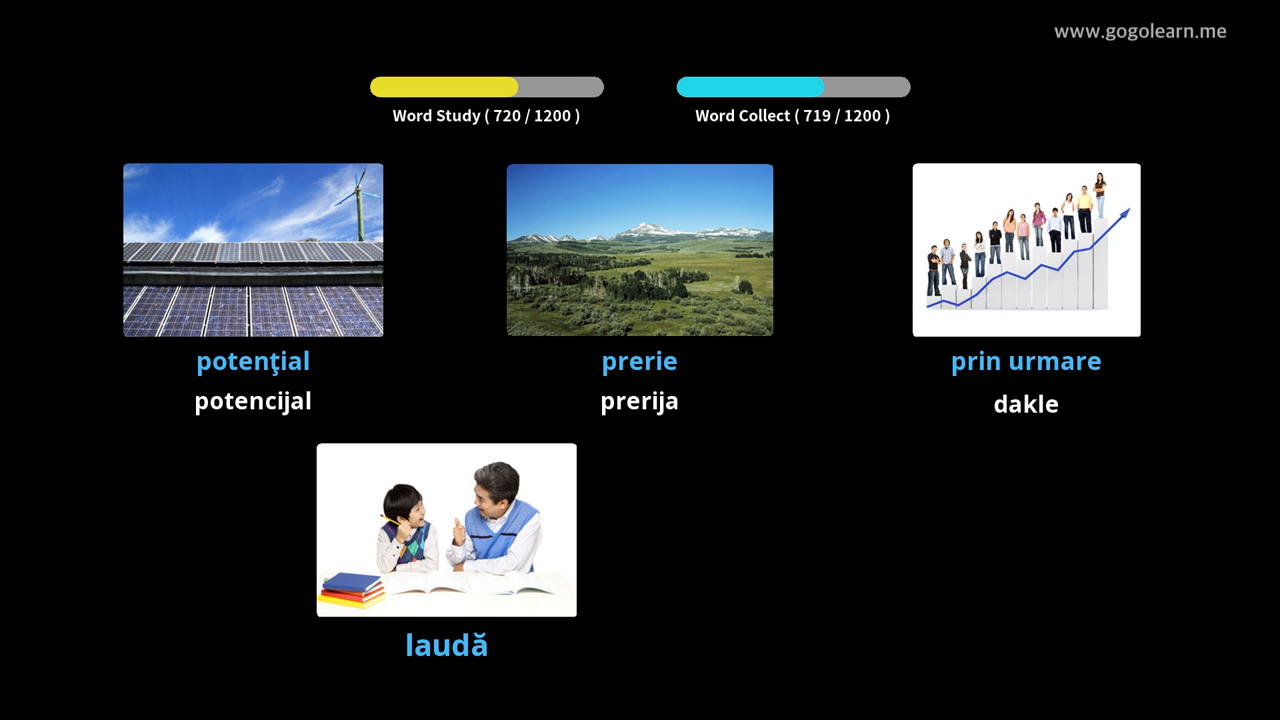 www.gogolearn.me
Word Study ( 720 / 1200 )
Word Collect ( 719 / 1200 )
potenţial
prerie
prin urmare
potencijal
prerija
dakle
laudă